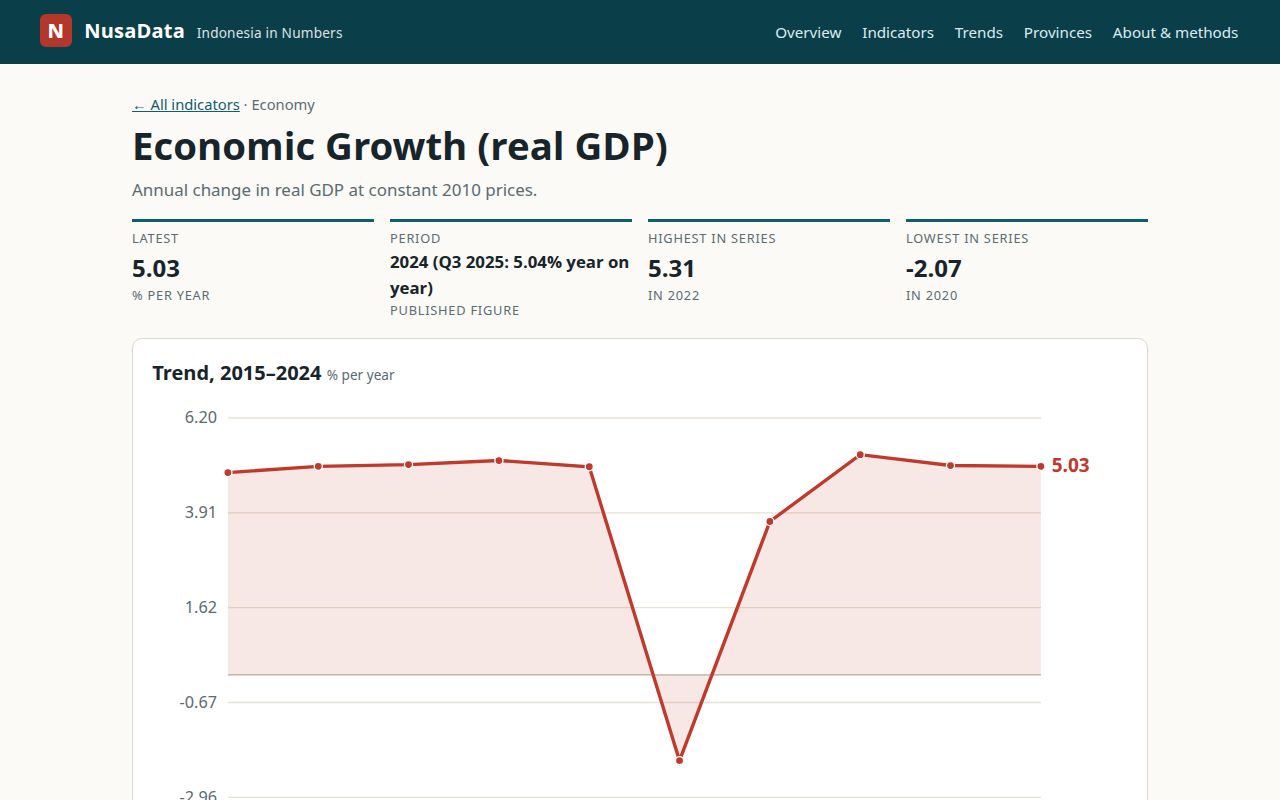 N NusaData Indonesia in Numbers
Overview Indicators Trends Provinces About & methods
← All indicators · Economy
Economic Growth (real GDP)
Annual change in real GDP at constant 2010 prices.
LATEST
5.03
% PER YEAR
PERIOD
2024 (Q3 2025: 5.04% year on
year)
PUBLISHED FIGURE
HIGHEST IN SERIES
5.31
IN 2022
LOWEST IN SERIES
-2.07
IN 2020
Trend, 2015–2024 % per year
6.20
5.03
3.91
1.62
-0.67
-2.96